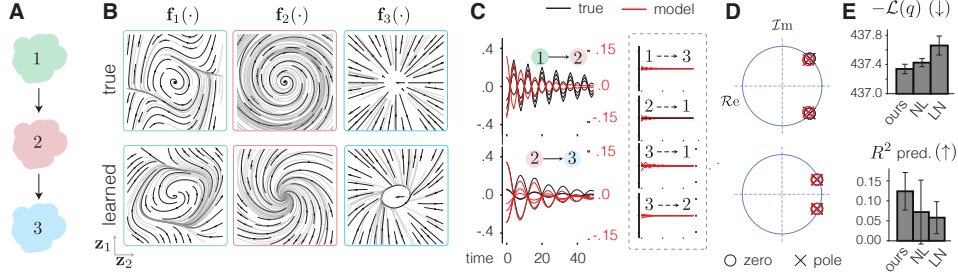 A
1
2
3
B
f₁(·)
f₂(·)
f₃(·)
true
learned
z₁
z₂
C
true
model
.4
.0
-.4
.15
.0
-.15
1 → 2
.4
.0
-.4
.15
.0
-.15
2 → 3
time
0
20
40
1 → 3
2 → 1
3 → 1
3 → 2
D
ℐm
ℛe
zero
pole
E
−ℒ(q) (↓)
437.8
437.4
437.0
ours
NL
LN
R² pred. (↑)
0.15
0.10
0.05
0.00
ours
NL
LN